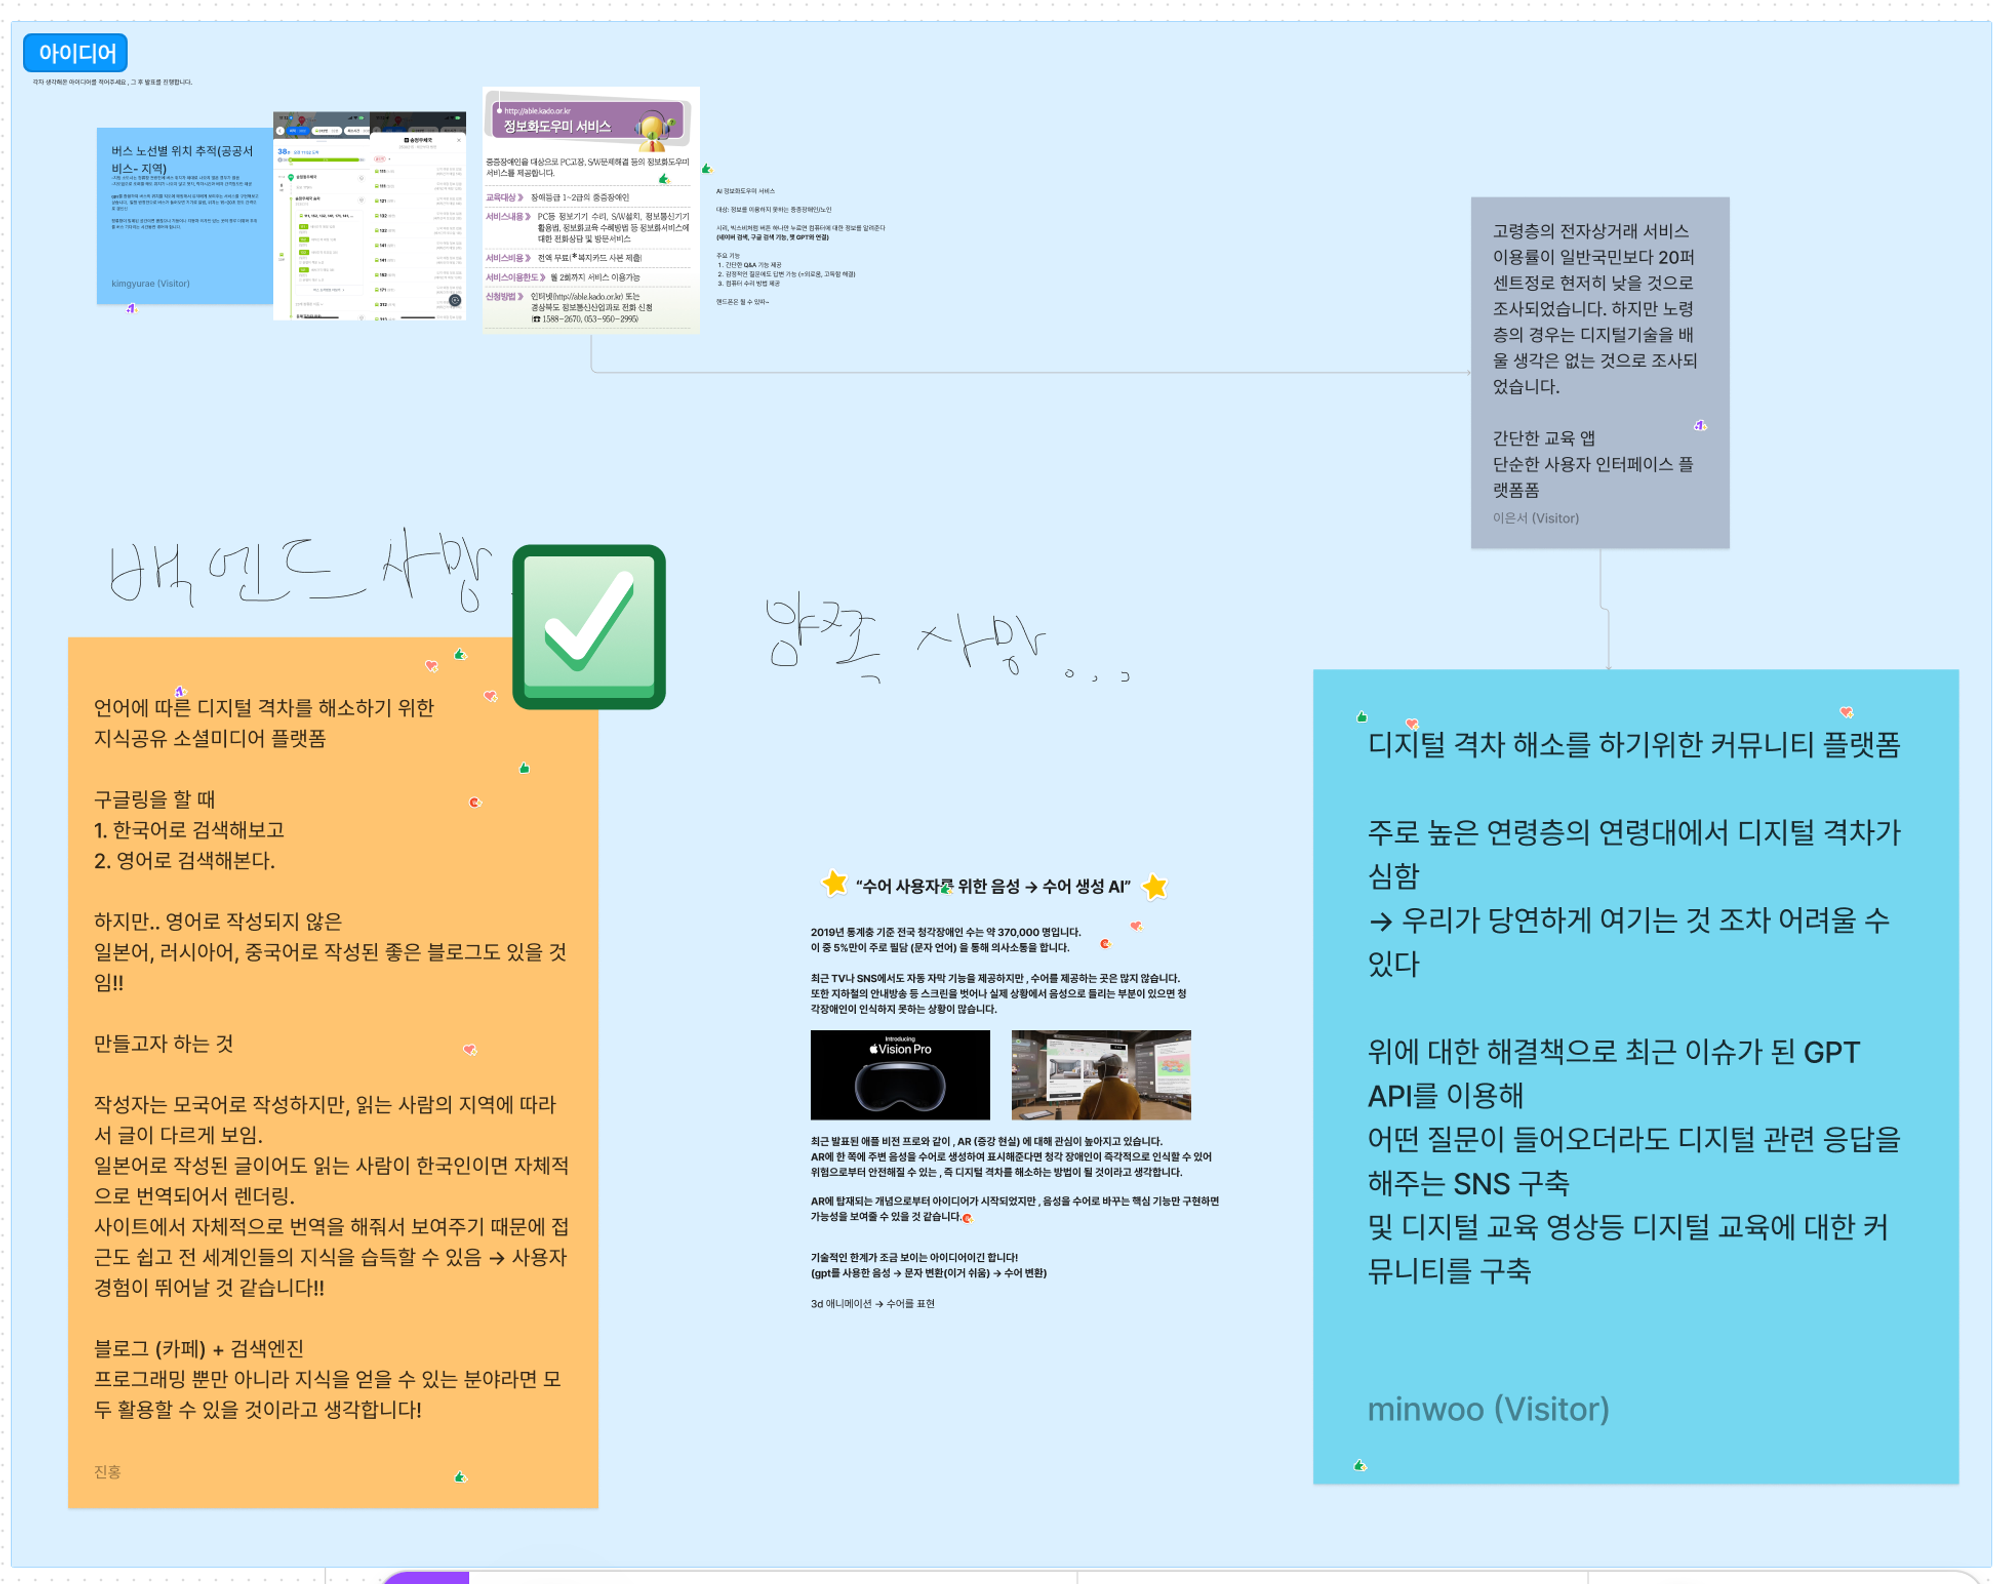 아이디어
각자 생각해온 아이디어를 적어주세요, 그 후 발표를 진행합니다.
버스 노선별 위치 추적(공공서
비스- 지역)
kimgyurae (Visitor)
http://able.kado.or.kr
정보화도우미 서비스
중증장애인을 대상으로 PC고장, S/W문제해결 등의 정보화도우미
서비스를 제공합니다.
교육대상 》 장애등급 1~2급의 중증장애인
서비스내용 》 PC등 정보기기 수리, S/W설치, 정보통신기기
활용법, 정보화교육 수혜방법 등 정보화서비스에
대한 전화상담 및 방문서비스
서비스비용 》 전액 무료(*복지카드 사본 제출)
서비스이용한도 》 월 2회까지 서비스 이용가능
신청방법 》 인터넷(http://able.kado.or.kr) 또는
경상북도 정보통신산업과로 전화 신청
(☎ 1588-2670, 053-950-2995)
AI 정보화도우미 서비스
대상: 정보를 이용하지 못하는 중증장애인/노인
시리, 빅스비처럼 버튼 하나만 누르면 컴퓨터에 대한 정보를 알려준다
(네이버 검색, 구글 검색 기능, 챗 GPT와 연결)
주요 기능
1. 간단한 Q&A 기능 제공
2. 감정적인 질문에도 답변 가능 (=외로움, 고독함 해결)
3. 컴퓨터 수리 방법 제공
핸드폰은 뭘 수 있짜~
고령층의 전자상거래 서비스
이용률이 일반국민보다 20퍼
센트정로 현저히 낮을 것으로
조사되었습니다. 하지만 노령
층의 경우는 디지털기술을 배
울 생각은 없는 것으로 조사되
었습니다.
간단한 교육 앱
단순한 사용자 인터페이스 플
랫폼폼
이은서 (Visitor)
백엔드 사망.
양쪽 사망...
언어에 따른 디지털 격차를 해소하기 위한
지식공유 소셜미디어 플랫폼
구글링을 할 때
1. 한국어로 검색해보고
2. 영어로 검색해본다.
하지만.. 영어로 작성되지 않은
일본어, 러시아어, 중국어로 작성된 좋은 블로그도 있을 것
임!!
만들고자 하는 것
작성자는 모국어로 작성하지만, 읽는 사람의 지역에 따라
서 글이 다르게 보임.
일본어로 작성된 글이어도 읽는 사람이 한국인이면 자체적
으로 번역되어서 렌더링.
사이트에서 자체적으로 번역을 해줘서 보여주기 때문에 접
근도 쉽고 전 세계인들의 지식을 습득할 수 있음 → 사용자
경험이 뛰어날 것 같습니다!!
블로그 (카페) + 검색엔진
프로그래밍 뿐만 아니라 지식을 얻을 수 있는 분야라면 모
두 활용할 수 있을 것이라고 생각합니다!
진홍
“수어 사용자를 위한 음성 → 수어 생성 AI”
2019년 통계층 기준 전국 청각장애인 수는 약 370,000 명입니다.
이 중 5%만이 주로 필담 (문자 언어) 을 통해 의사소통을 합니다.
최근 TV나 SNS에서도 자동 자막 기능을 제공하지만 , 수어를 제공하는 곳은 많지 않습니다.
또한 지하철의 안내방송 등 스크린을 벗어나 실제 상황에서 음성으로 들리는 부분이 있으면 청
각장애인이 인식하지 못하는 상황이 많습니다.
Introducing
Vision Pro
최근 발표된 애플 비전 프로와 같이 , AR (증강 현실) 에 대해 관심이 높아지고 있습니다.
AR에 한 쪽에 주변 음성을 수어로 생성하여 표시해준다면 청각 장애인이 즉각적으로 인식할 수 있어
위험으로부터 안전해질 수 있는 , 즉 디지털 격차를 해소하는 방법이 될 것이라고 생각합니다.
AR에 탑재되는 개념으로부터 아이디어가 시작되었지만 , 음성을 수어로 바꾸는 핵심 기능만 구현하면
가능성을 보여줄 수 있을 것 같습니다.
기술적인 한계가 조금 보이는 아이디어이긴 합니다!
(gpt를 사용한 음성 → 문자 변환(이거 쉬움) → 수어 변환)
3d 애니메이션 → 수어를 표현
디지털 격차 해소를 하기위한 커뮤니티 플랫폼
주로 높은 연령층의 연령대에서 디지털 격차가
심함
→ 우리가 당연하게 여기는 것 조차 어려울 수
있다
위에 대한 해결책으로 최근 이슈가 된 GPT
API를 이용해
어떤 질문이 들어오더라도 디지털 관련 응답을
해주는 SNS 구축
및 디지털 교육 영상등 디지털 교육에 대한 커
뮤니티를 구축
minwoo (Visitor)